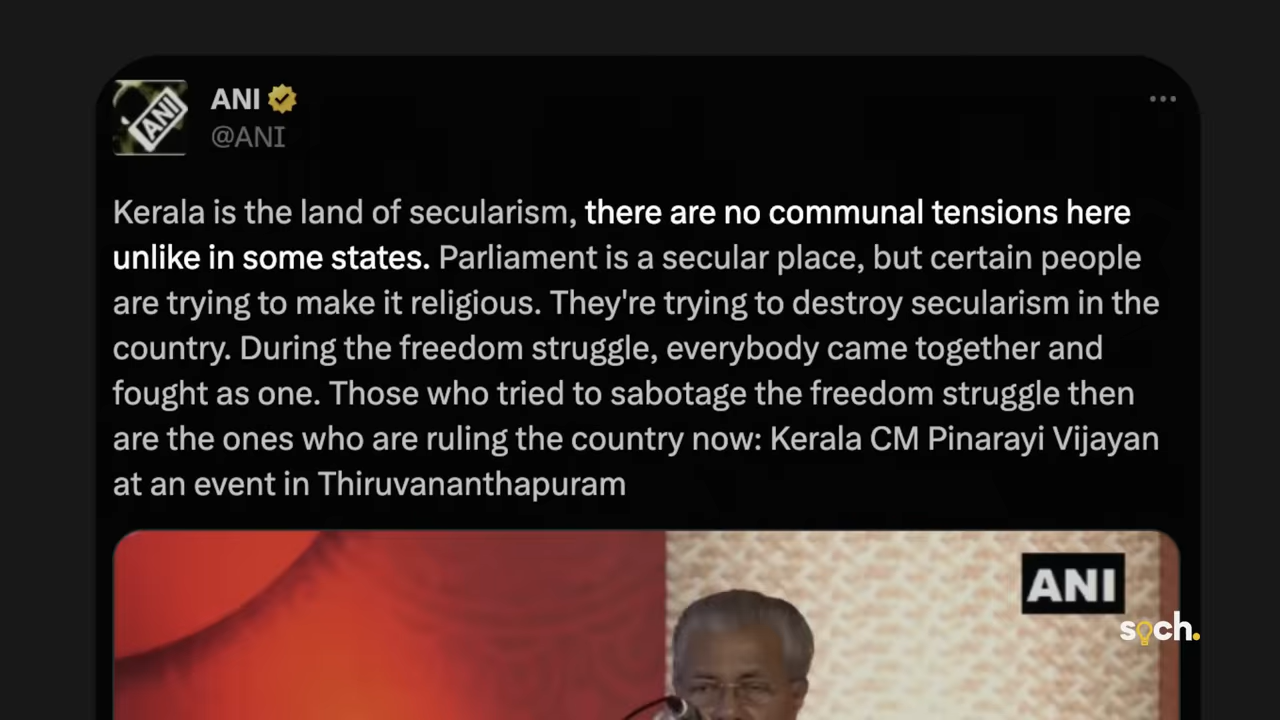 ANI
ANI
@ANI
Kerala is the land of secularism, there are no communal tensions here
unlike in some states. Parliament is a secular place, but certain people
are trying to make it religious. They're trying to destroy secularism in the
country. During the freedom struggle, everybody came together and
fought as one. Those who tried to sabotage the freedom struggle then
are the ones who are ruling the country now: Kerala CM Pinarayi Vijayan
at an event in Thiruvananthapuram
ANI
soch.